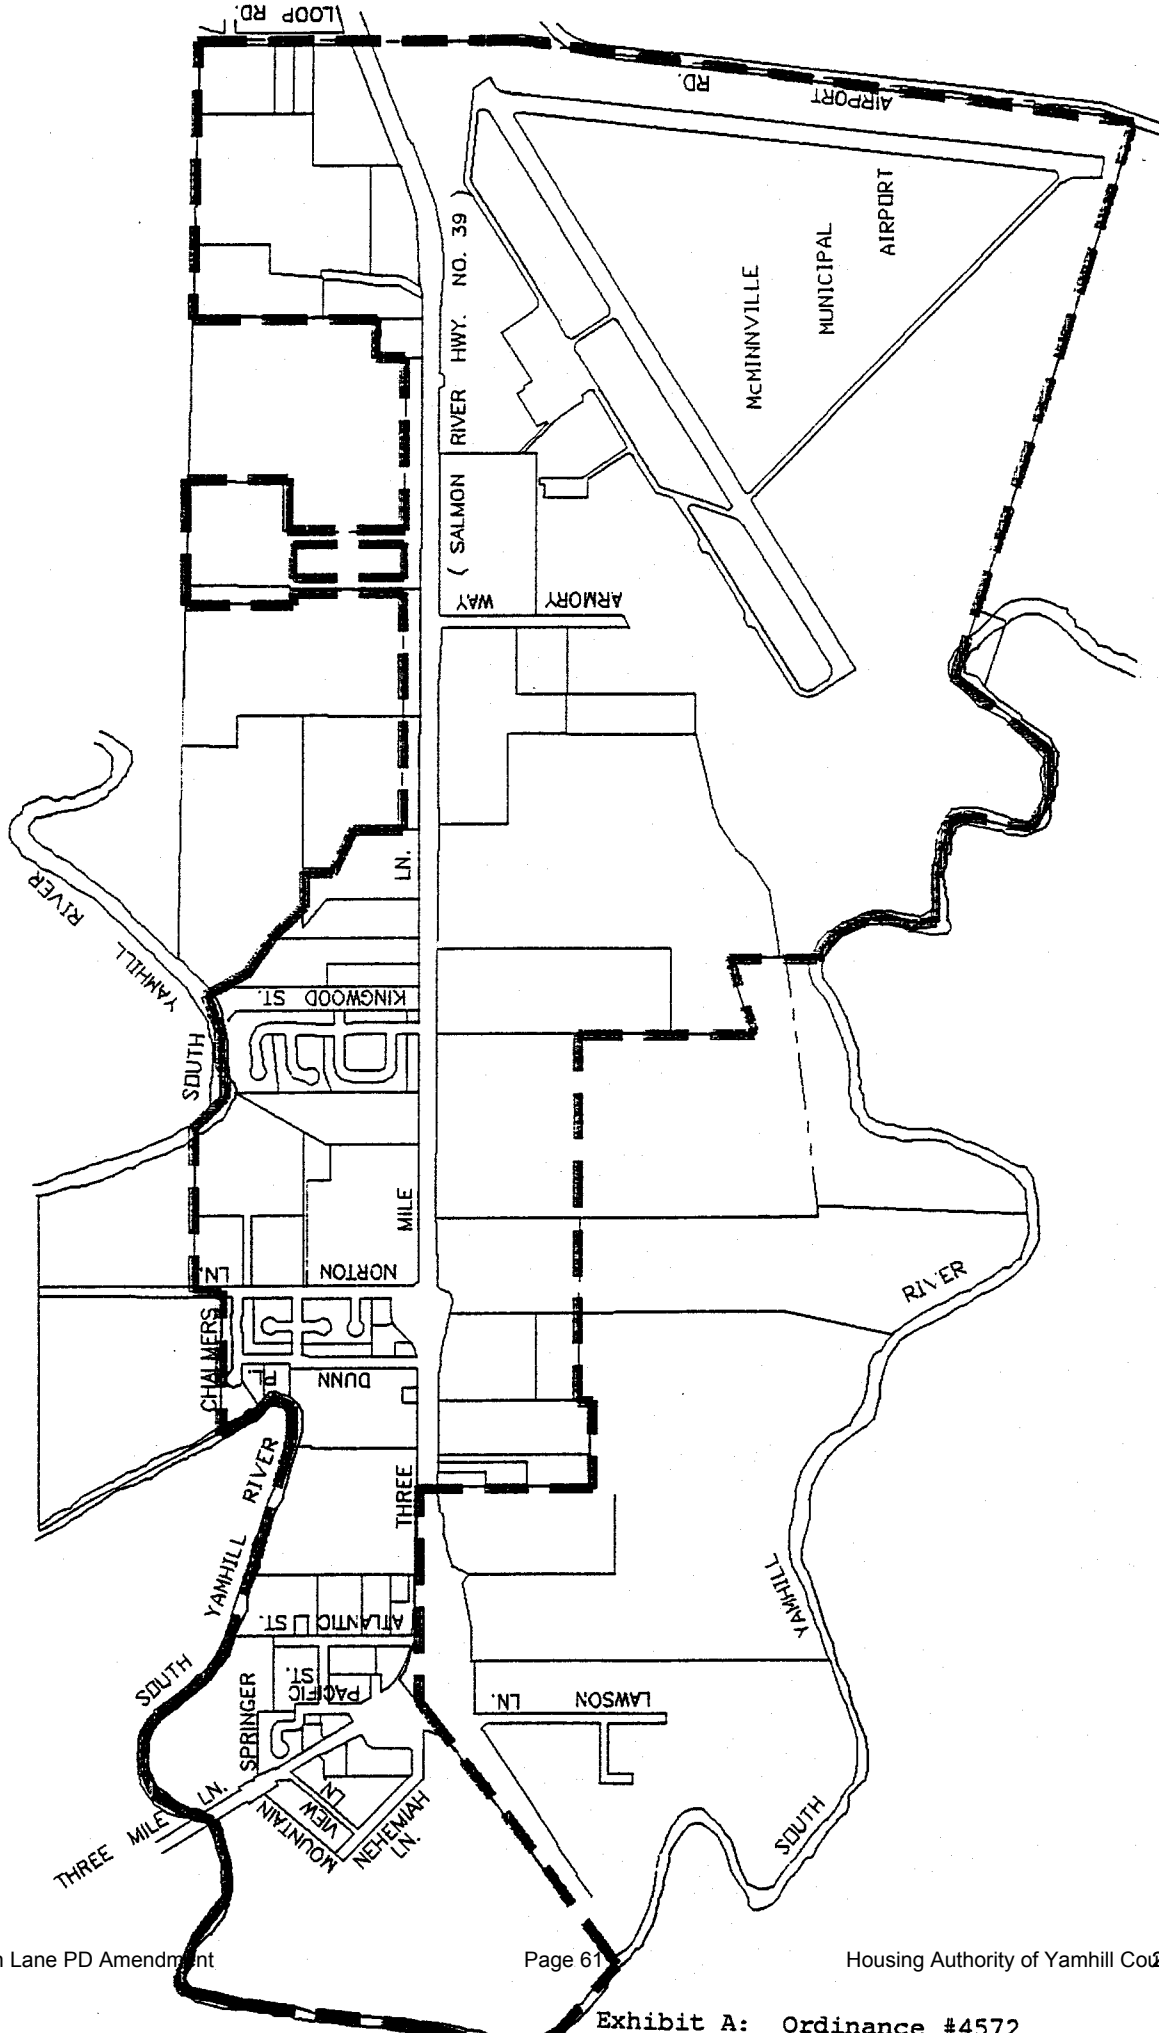 LOOP RD.
AIRPORT RD.
McMINNVILLE
MUNICIPAL
AIRPORT
( SALMON RIVER HWY. NO. 39 )
ARMORY WAY
SOUTH YAMHILL RIVER
KINGWOOD ST.
THREE MILE LN.
NORTON LN.
CHALMERS
DUNN PL.
SOUTH YAMHILL RIVER
ATLANTIC ST.
PACIFIC ST.
SPRINGER
LAWSON LN.
THREE MILE LN.
MOUNTAIN VIEW LN
NEHEMIAH LN.
SOUTH YAMHILL RIVER
Lane PD Amendment
Page 61
Housing Authority of Yamhill
Exhibit A: Ordinance #4572